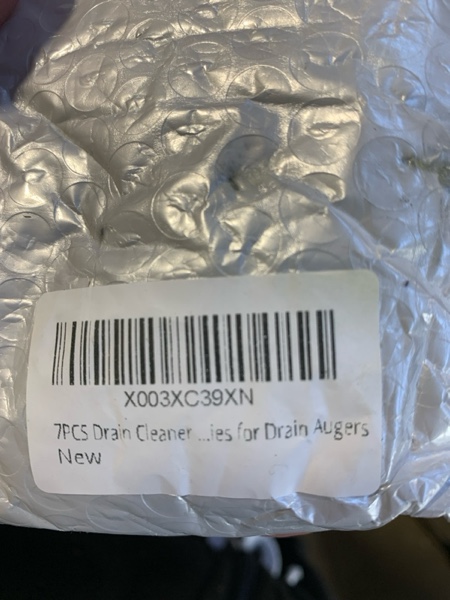 X003XC39XN
7PCS Drain Cleaner ...ies for Drain Augers
New